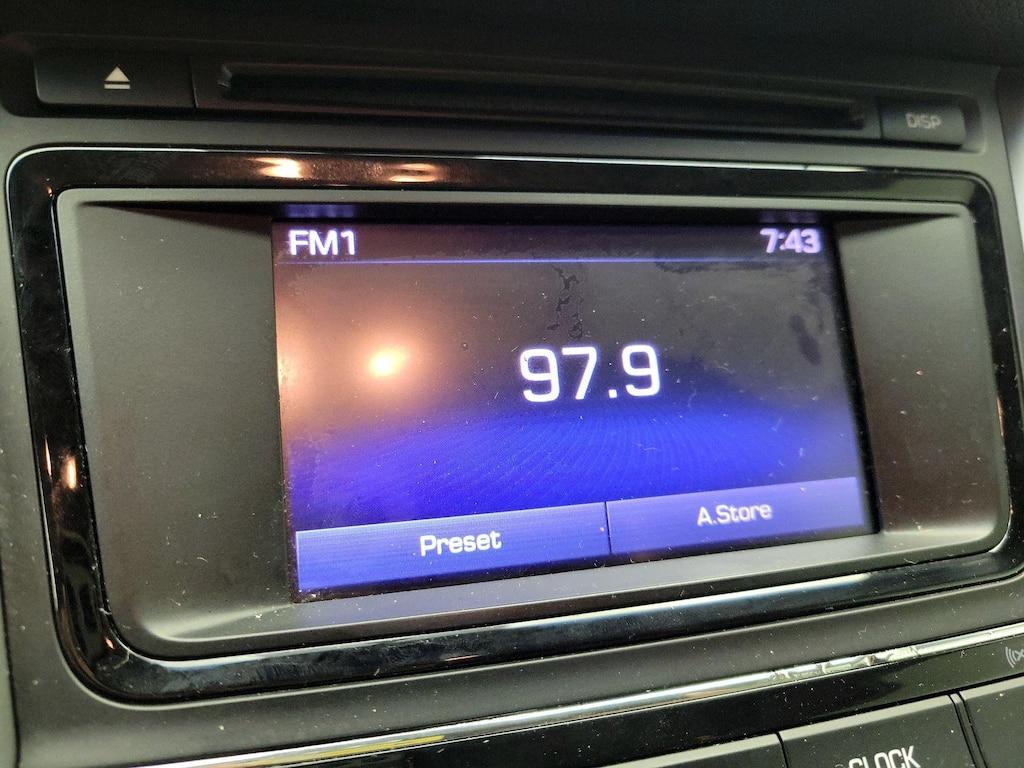 DISP
FM1 7:43
97.9
Preset A.Store
CLOCK